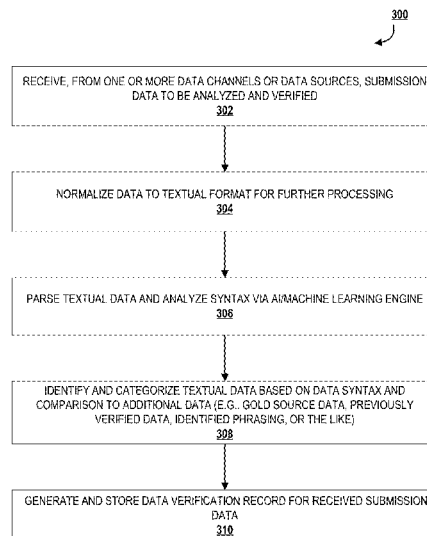 300
RECEIVE, FROM ONE OR MORE DATA CHANNELS OR DATA SOURCES, SUBMISSION
DATA TO BE ANALYZED AND VERIFIED
302
NORMALIZE DATA TO TEXTUAL FORMAT FOR FURTHER PROCESSING
304
PARSE TEXTUAL DATA AND ANALYZE SYNTAX VIA AI/MACHINE LEARNING ENGINE
306
IDENTIFY AND CATEGORIZE TEXTUAL DATA BASED ON DATA SYNTAX AND
COMPARISON TO ADDITIONAL DATA (E.G., GOLD SOURCE DATA, PREVIOUSLY
VERIFIED DATA, IDENTIFIED PHRASING, OR THE LIKE)
308
GENERATE AND STORE DATA VERIFICATION RECORD FOR RECEIVED SUBMISSION
DATA
310